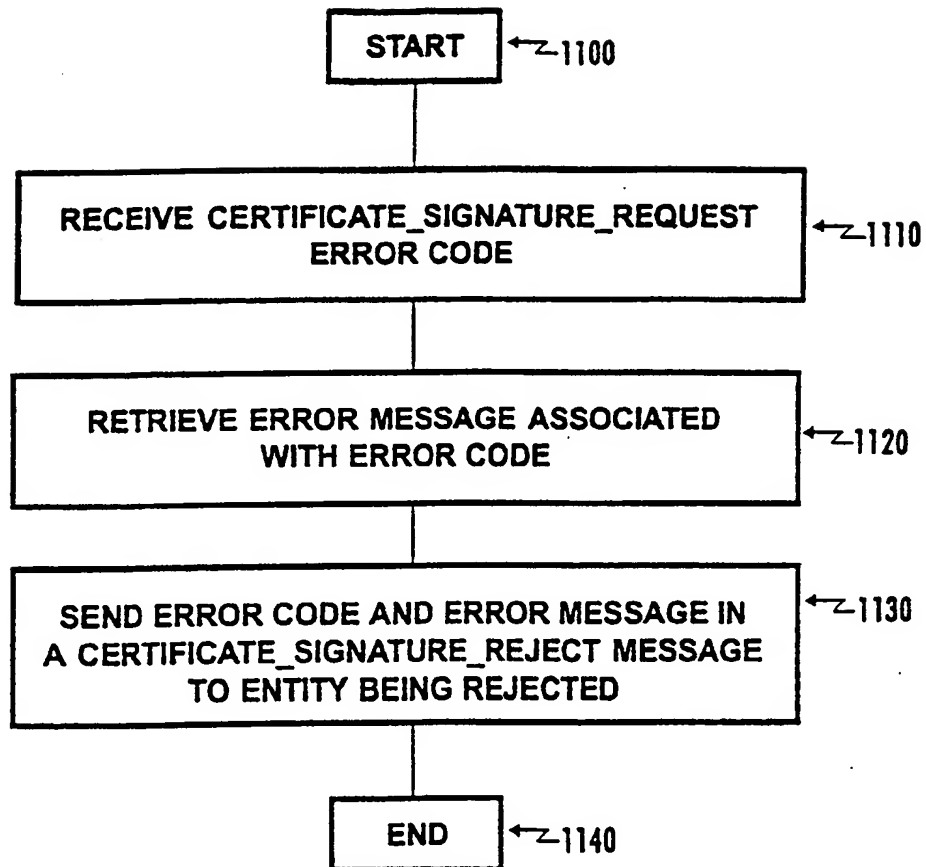 START
1100
RECEIVE CERTIFICATE_SIGNATURE_REQUEST
ERROR CODE
1110
RETRIEVE ERROR MESSAGE ASSOCIATED
WITH ERROR CODE
1120
SEND ERROR CODE AND ERROR MESSAGE IN
A CERTIFICATE_SIGNATURE_REJECT MESSAGE
TO ENTITY BEING REJECTED
1130
END
1140